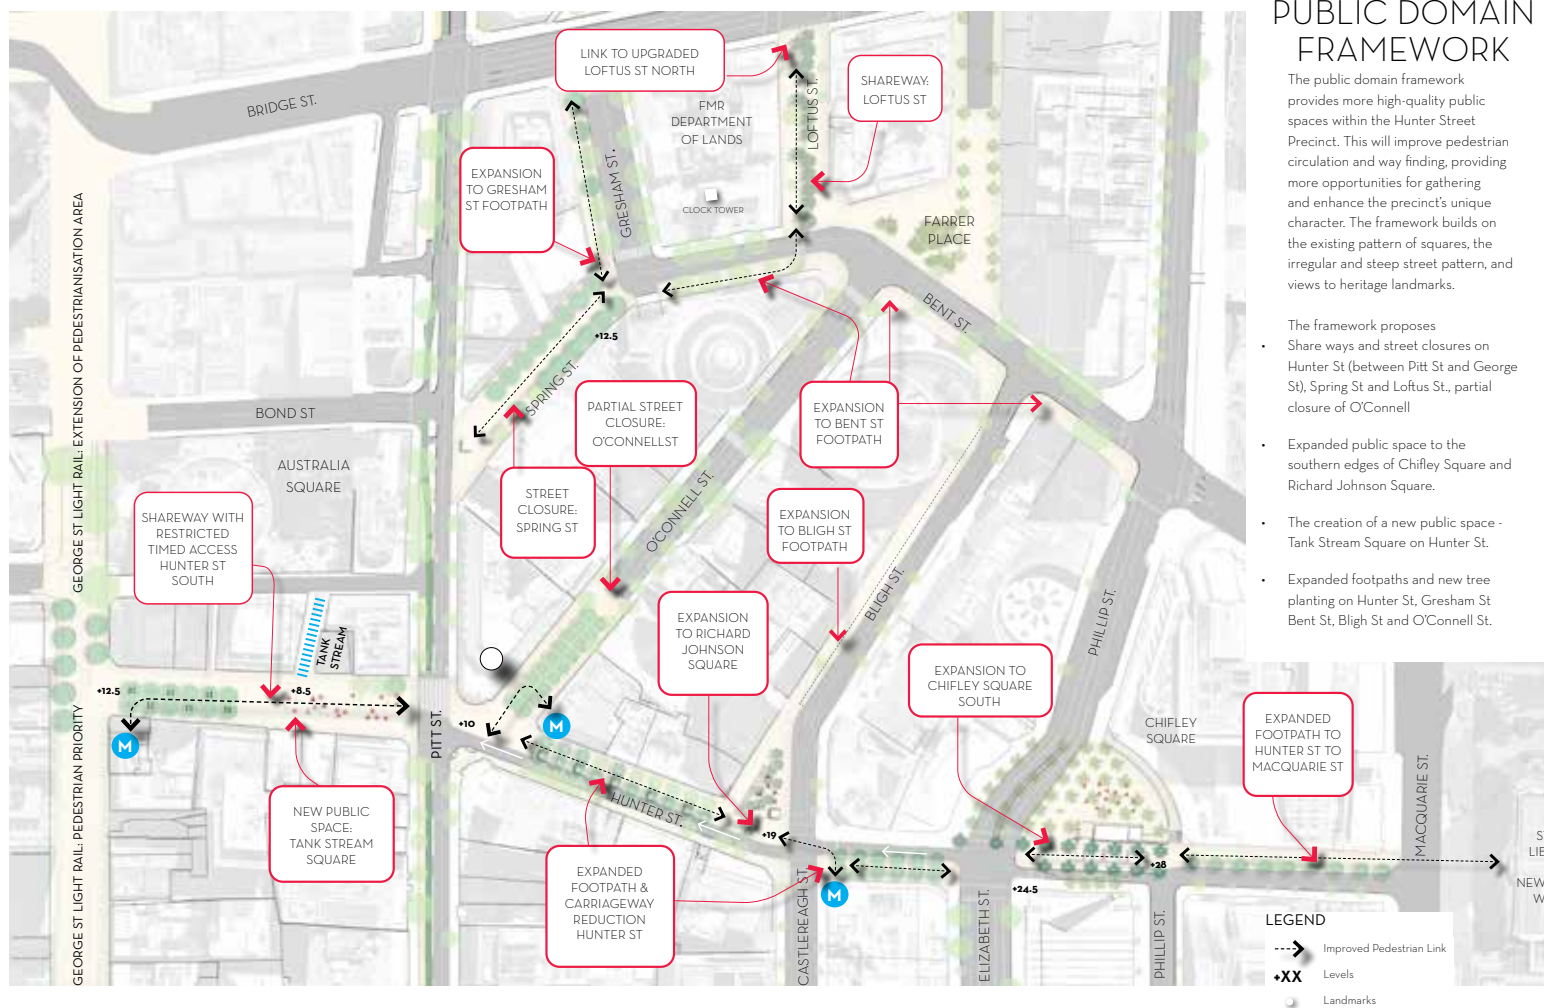 PUBLIC DOMAIN
FRAMEWORK
The public domain framework
provides more high-quality public
spaces within the Hunter Street
Precinct. This will improve pedestrian
circulation and way finding, providing
more opportunities for gathering
and enhance the precinct's unique
character. The framework builds on
the existing pattern of squares, the
irregular and steep street pattern, and
views to heritage landmarks.
The framework proposes
• Share ways and street closures on
Hunter St (between Pitt St and George
St), Spring St and Loftus St., partial
closure of O'Connell
• Expanded public space to the
southern edges of Chifley Square and
Richard Johnson Square.
• The creation of a new public space -
Tank Stream Square on Hunter St.
• Expanded footpaths and new tree
planting on Hunter St, Gresham St
Bent St, Bligh St and O'Connell St.
LINK TO UPGRADED
LOFTUS ST NORTH
SHAREWAY:
LOFTUS ST
LOFTUS ST.
BRIDGE ST.
FMR
DEPARTMENT
OF LANDS
CLOCK TOWER
EXPANSION
TO GRESHAM
ST FOOTPATH
GRESHAM ST.
FARRER
PLACE
BENT ST.
GEORGE ST LIGHT RAIL: EXTENSION OF PEDESTRIANISATION AREA
+12.5
SPRING ST.
BOND ST
PARTIAL STREET
CLOSURE:
O'CONNELLST
EXPANSION
TO BENT ST
FOOTPATH
AUSTRALIA
SQUARE
STREET
CLOSURE:
SPRING ST
O'CONNELL ST.
EXPANSION
TO BLIGH ST
FOOTPATH
SHAREWAY WITH
RESTRICTED
TIMED ACCESS
HUNTER ST
SOUTH
BLIGH ST.
PHILLIP ST.
EXPANSION
TO RICHARD
JOHNSON
SQUARE
TANK
STREAM
EXPANSION TO
CHIFLEY SQUARE
SOUTH
+12.5
+8.5
+10
M
M
PITT ST.
CHIFLEY
SQUARE
EXPANDED
FOOTPATH TO
HUNTER ST TO
MACQUARIE ST
MACQUARIE ST.
GEORGE ST LIGHT RAIL: PEDESTRIAN PRIORITY
NEW PUBLIC
SPACE:
TANK STREAM
SQUARE
HUNTER ST.
+19
+28
+24.5
M
EXPANDED
FOOTPATH &
CARRIAGEWAY
REDUCTION
HUNTER ST
CASTLEREAGH ST.
ELIZABETH ST.
PHILLIP ST.
S
LIB
NEW
W
LEGEND
Improved Pedestrian Link
+XX Levels
Landmarks